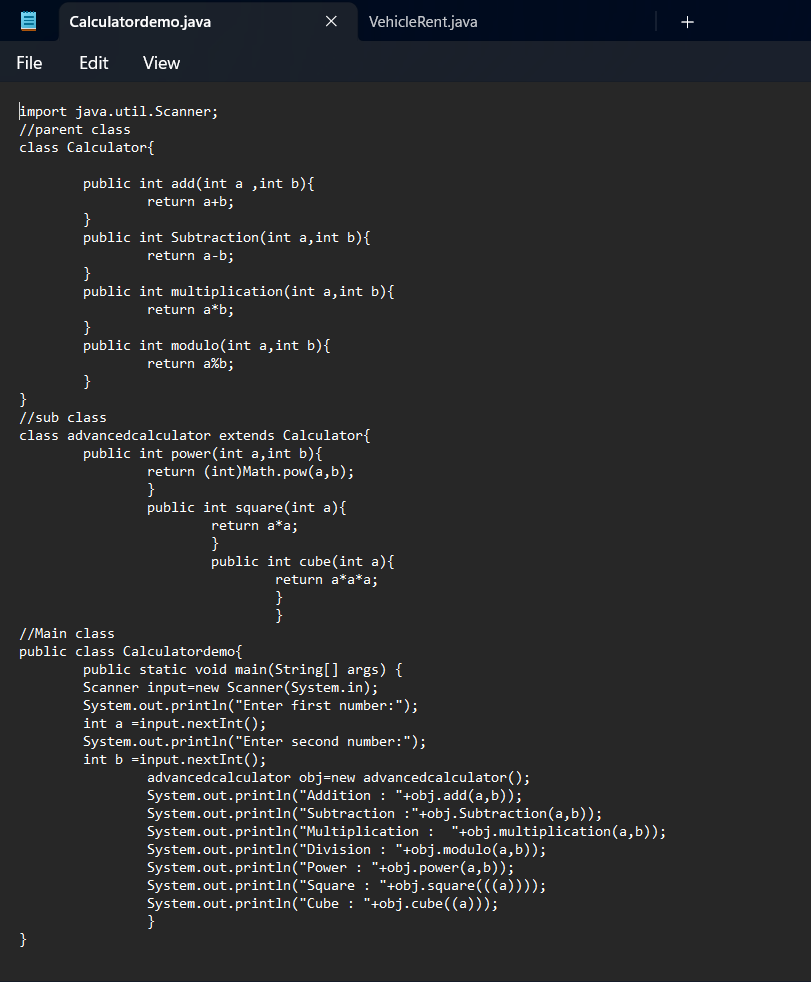 Calculatordemo.java
VehicleRent.java
File Edit View
import java.util.Scanner;
//parent class
class Calculator{
public int add(int a ,int b){
return a+b;
}
public int Subtraction(int a,int b){
return a-b;
}
public int multiplication(int a,int b){
return a*b;
}
public int modulo(int a,int b){
return a%b;
}
}
//sub class
class advancedcalculator extends Calculator{
public int power(int a,int b){
return (int)Math.pow(a,b);
}
public int square(int a){
return a*a;
}
public int cube(int a){
return a*a*a;
}
}
//Main class
public class Calculatordemo{
public static void main(String[] args) {
Scanner input=new Scanner(System.in);
System.out.println("Enter first number:");
int a =input.nextInt();
System.out.println("Enter second number:");
int b =input.nextInt();
advancedcalculator obj=new advancedcalculator();
System.out.println("Addition : "+obj.add(a,b));
System.out.println("Subtraction :"+obj.Subtraction(a,b));
System.out.println("Multiplication :  "+obj.multiplication(a,b));
System.out.println("Division : "+obj.modulo(a,b));
System.out.println("Power : "+obj.power(a,b));
System.out.println("Square : "+obj.square(((a))));
System.out.println("Cube : "+obj.cube((a)));
}
}